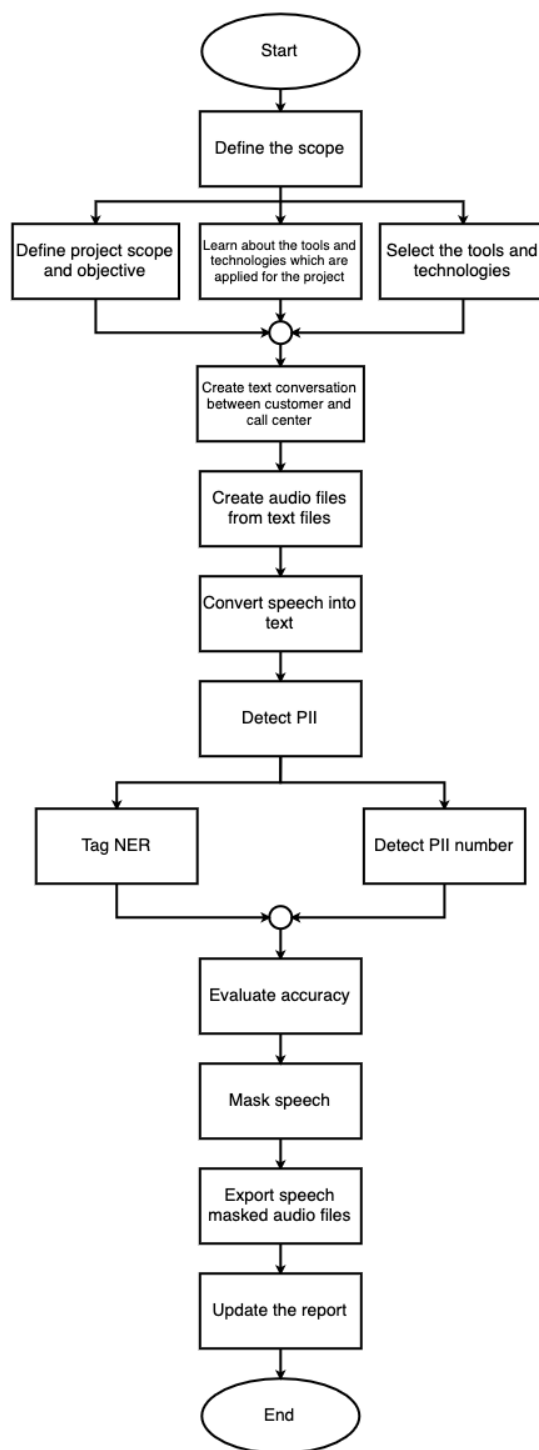 Start
Define the scope
Define project scope
and objective
Learn about the tools and
technologies which are
applied for the project
Select the tools and
technologies
Create text conversation
between customer and
call center
Create audio files
from text files
Convert speech into
text
Detect PII
Tag NER
Detect PII number
Evaluate accuracy
Mask speech
Export speech
masked audio files
Update the report
End